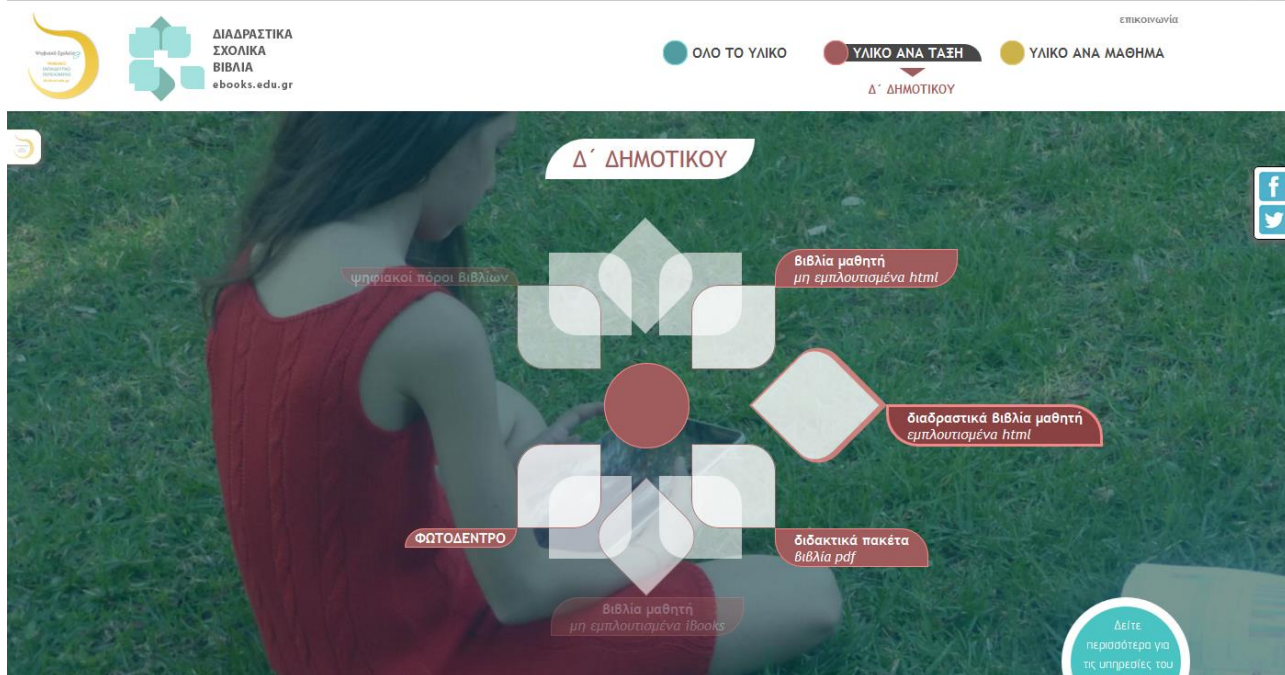 επικοινωνία
Ψηφιακό Σχολείο
ΔΙΑΔΡΑΣΤΙΚΑ
ΣΧΟΛΙΚΑ
ΒΙΒΛΙΑ
ebooks.edu.gr
ΟΛΟ ΤΟ ΥΛΙΚΟ
ΥΛΙΚΟ ΑΝΑ ΤΑΞΗ
ΥΛΙΚΟ ΑΝΑ ΜΑΘΗΜΑ
Δ΄ ΔΗΜΟΤΙΚΟΥ
Δ΄ ΔΗΜΟΤΙΚΟΥ
ψηφιακοί πόροι βιβλίων
βιβλία μαθητή
μη εμπλουτισμένα html
διαδραστικά βιβλία μαθητή
εμπλουτισμένα html
ΦΩΤΟΔΕΝΤΡΟ
διδακτικά πακέτα
βιβλία pdf
βιβλία μαθητή
μη εμπλουτισμένα iBooks
Δείτε
περισσότερα για
τις υπηρεσίες του